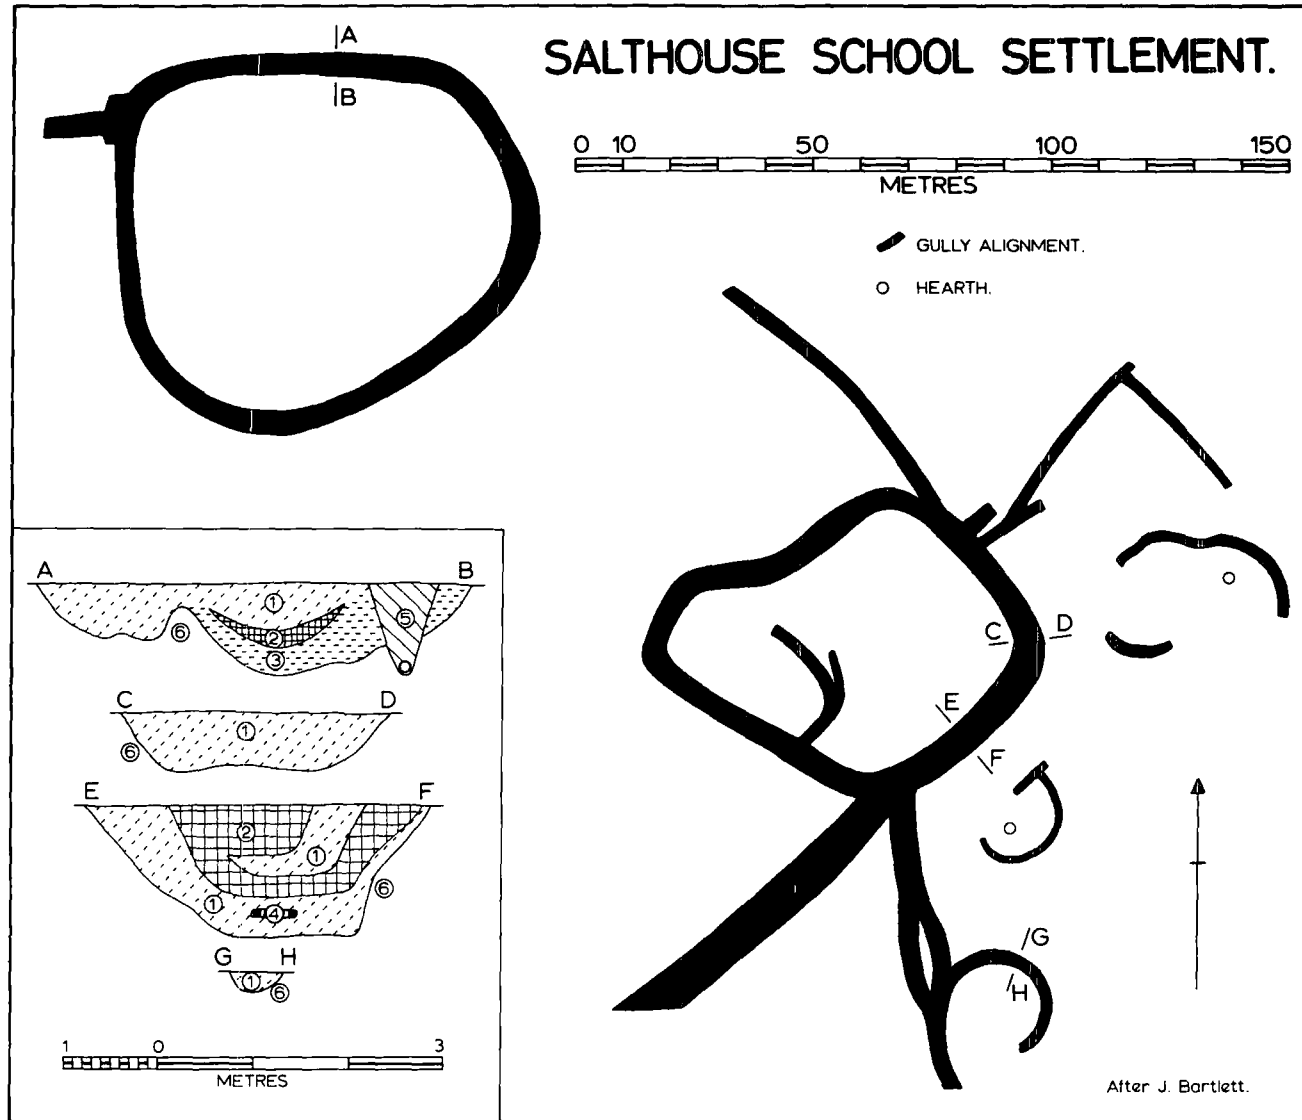 SALTHOUSE SCHOOL SETTLEMENT.
A
B
0 10 50 100 150
METRES
GULLY ALIGNMENT.
HEARTH.
C D
E
F
G
H
A B
1
2
3
5
6
C D
1
6
E F
2
1
1
4
6
G H
1
6
1 0 3
METRES
After J. Bartlett.